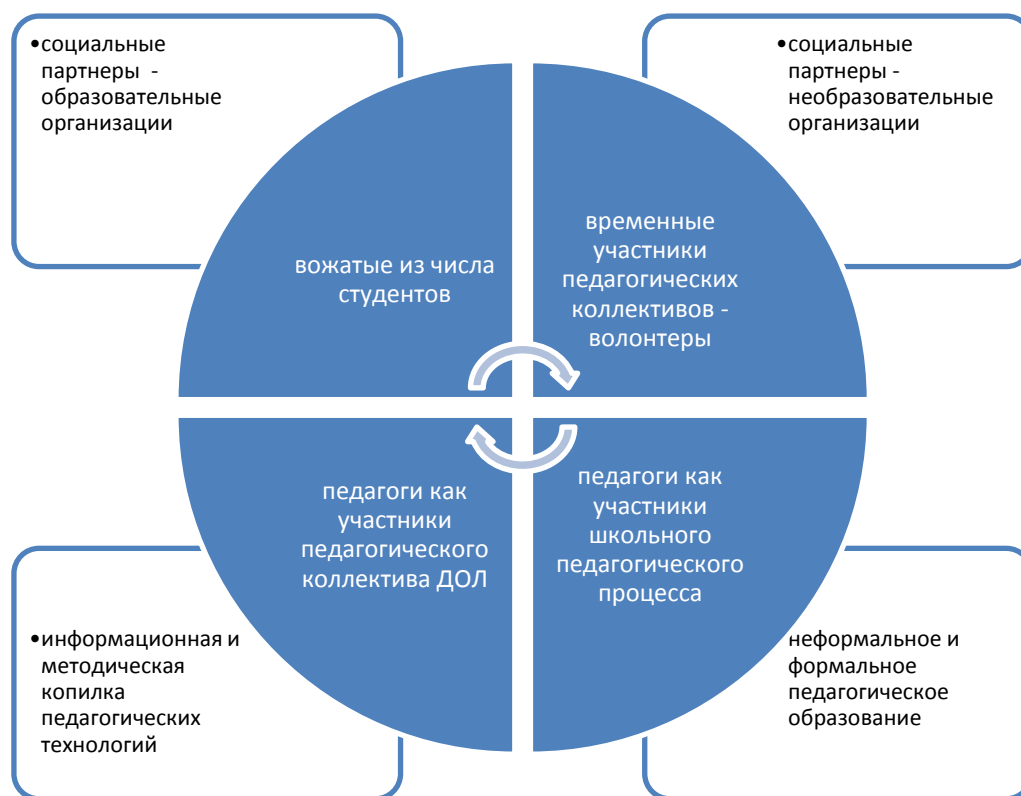 •социальные
партнеры -
образовательные
организации
•социальные
партнеры -
необразовательные
организации
вожатые из числа
студентов
временные
участники
педагогических
коллективов -
волонтеры
педагоги как
участники
педагогического
коллектива ДОЛ
педагоги как
участники
школьного
педагогического
процесса
•информационная и
методическая
копилка
педагогических
технологий
неформальное и
формальное
педагогическое
образование